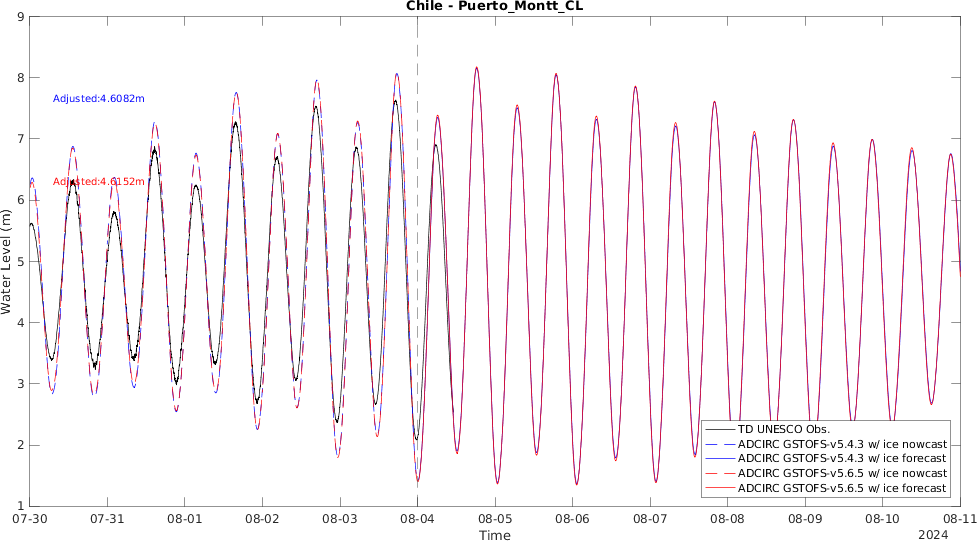 Chile - Puerto_Montt_CL
9
8
7
6
5
4
3
2
1
Water Level (m)
Adjusted:4.6082m
Adjusted:4.6152m
TD UNESCO Obs.
ADCIRC GSTOFS-v5.4.3 w/ ice nowcast
ADCIRC GSTOFS-v5.4.3 w/ ice forecast
ADCIRC GSTOFS-v5.6.5 w/ ice nowcast
ADCIRC GSTOFS-v5.6.5 w/ ice forecast
07-30 07-31 08-01 08-02 08-03 08-04 08-05 08-06 08-07 08-08 08-09 08-10 08-11
Time
2024